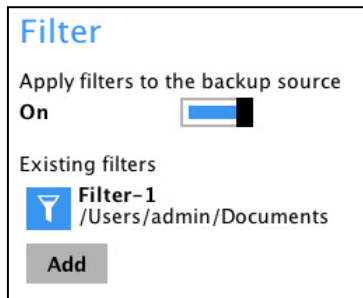 Filter
Apply filters to the backup source
On
Existing filters
Filter-1
/Users/admin/Documents
Add